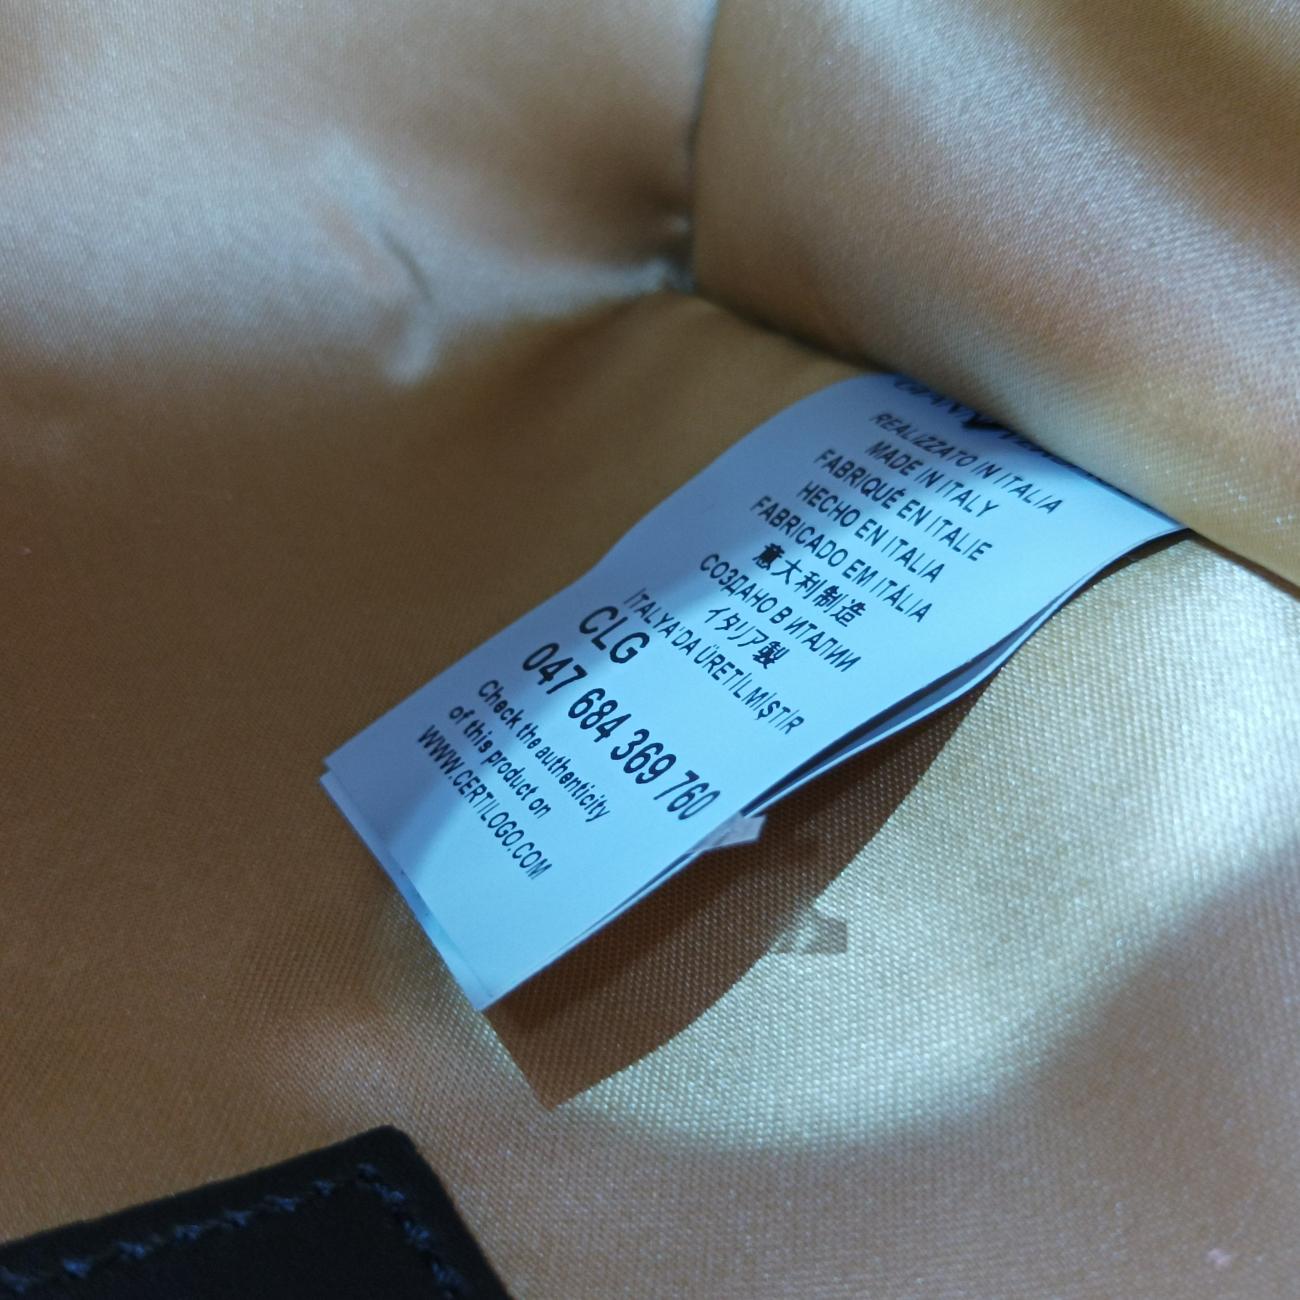 REALIZZATO IN ITALIA
MADE IN ITALY
FABRIQUÉ EN ITALIE
HECHO EN ITALIA
FABRICADO EM ITÁLIA
意大利制造
СОЗДАНО В ИТАЛИИ
イタリア製
İTALYA'DA ÜRETİLMİŞTİR
CLG
047 684 369 760
Check the authenticity
of this product on
WWW.CERTILOGO.COM